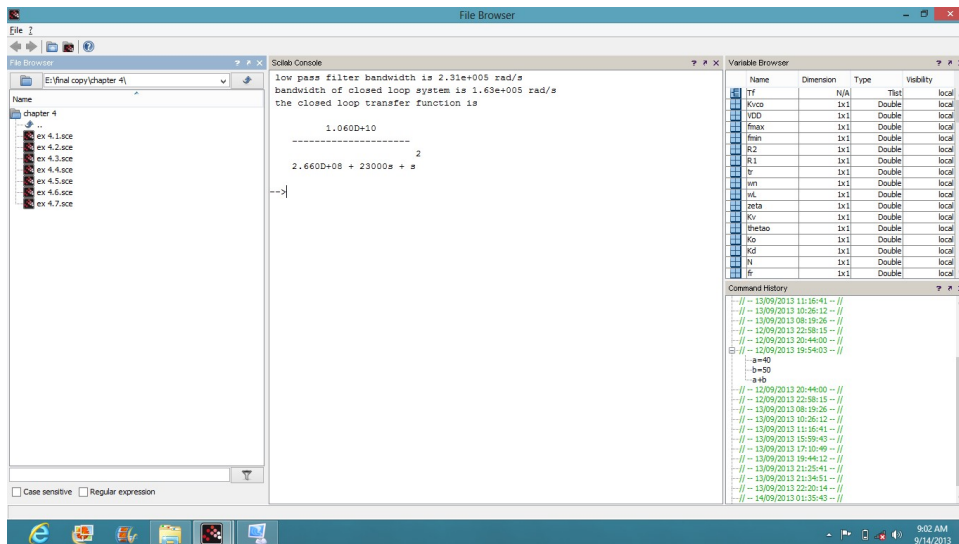 File Browser
File ?
File Browser
E:\final copy\chapter 4\
Name
chapter 4
..
ex 4.1.sce
ex 4.2.sce
ex 4.3.sce
ex 4.4.sce
ex 4.5.sce
ex 4.6.sce
ex 4.7.sce
Case sensitive Regular expression
Scilab Console
low pass filter bandwidth is 2.31e+005 rad/s
bandwidth of closed loop system is 1.63e+005 rad/s
the closed loop transfer function is
1.060D+10
---------------------
2
2.660D+08 + 23000s + s
-->
Variable Browser
Name Dimension Type Visibility
Tf N/A Tlist local
Kvco 1x1 Double local
VDD 1x1 Double local
fmax 1x1 Double local
fmin 1x1 Double local
R2 1x1 Double local
R1 1x1 Double local
tr 1x1 Double local
wn 1x1 Double local
wL 1x1 Double local
zeta 1x1 Double local
Kv 1x1 Double local
thetao 1x1 Double local
Ko 1x1 Double local
Kd 1x1 Double local
N 1x1 Double local
fr 1x1 Double local
Command History
// -- 13/09/2013 11:16:41 -- //
// -- 13/09/2013 10:26:12 -- //
// -- 13/09/2013 08:19:26 -- //
// -- 12/09/2013 22:58:15 -- //
// -- 12/09/2013 20:44:00 -- //
// -- 12/09/2013 19:54:03 -- //
a=40
b=50
a+b
// -- 12/09/2013 20:44:00 -- //
// -- 12/09/2013 22:58:15 -- //
// -- 13/09/2013 08:19:26 -- //
// -- 13/09/2013 10:26:12 -- //
// -- 13/09/2013 11:16:41 -- //
// -- 13/09/2013 15:59:43 -- //
// -- 13/09/2013 17:10:49 -- //
// -- 13/09/2013 19:44:12 -- //
// -- 13/09/2013 21:25:41 -- //
// -- 13/09/2013 21:34:51 -- //
// -- 13/09/2013 22:20:14 -- //
// -- 14/09/2013 01:35:43 -- //
9:02 AM
9/14/2013